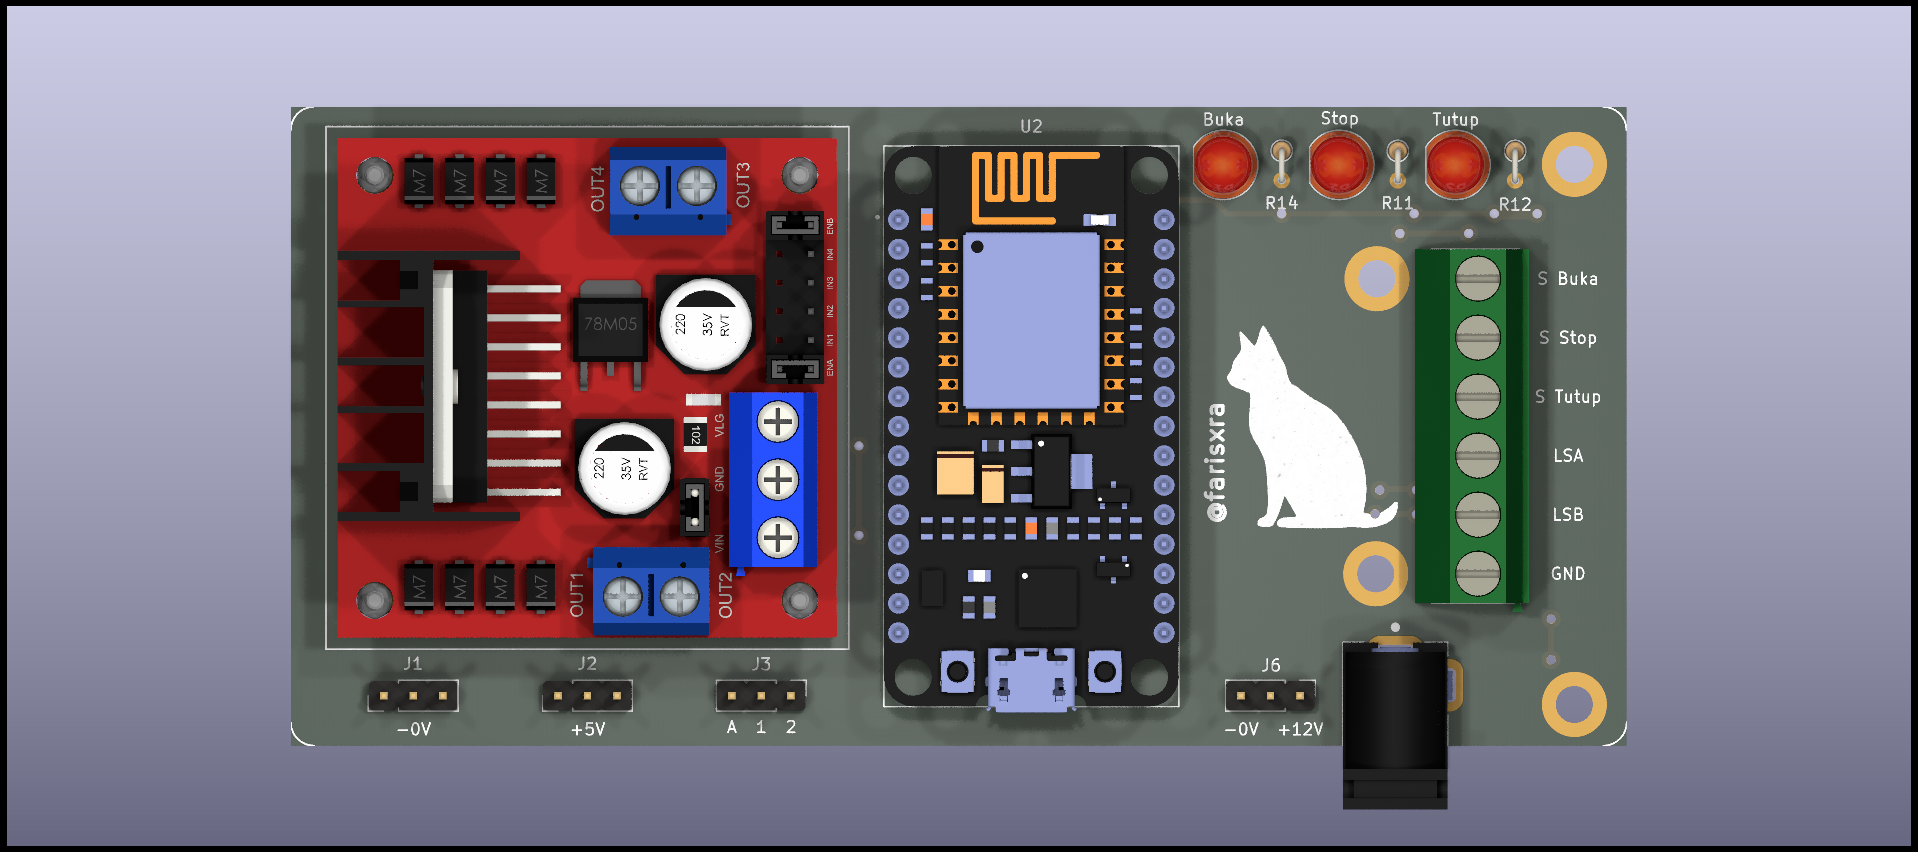 M7
M7
M7
M7
OUT4
OUT3
ENB
IN4
IN3
IN2
IN1
ENA
78M05
220
35V
RVT
220
35V
RVT
102
VLG
GND
VIN
M7
M7
M7
M7
OUT1
OUT2
J1
-0V
J2
+5V
J3
A 1 2
U2
Buka
Stop
Tutup
R14
R11
R12
@farisxra
S Buka
S Stop
S Tutup
LSA
LSB
GND
J6
-0V +12V